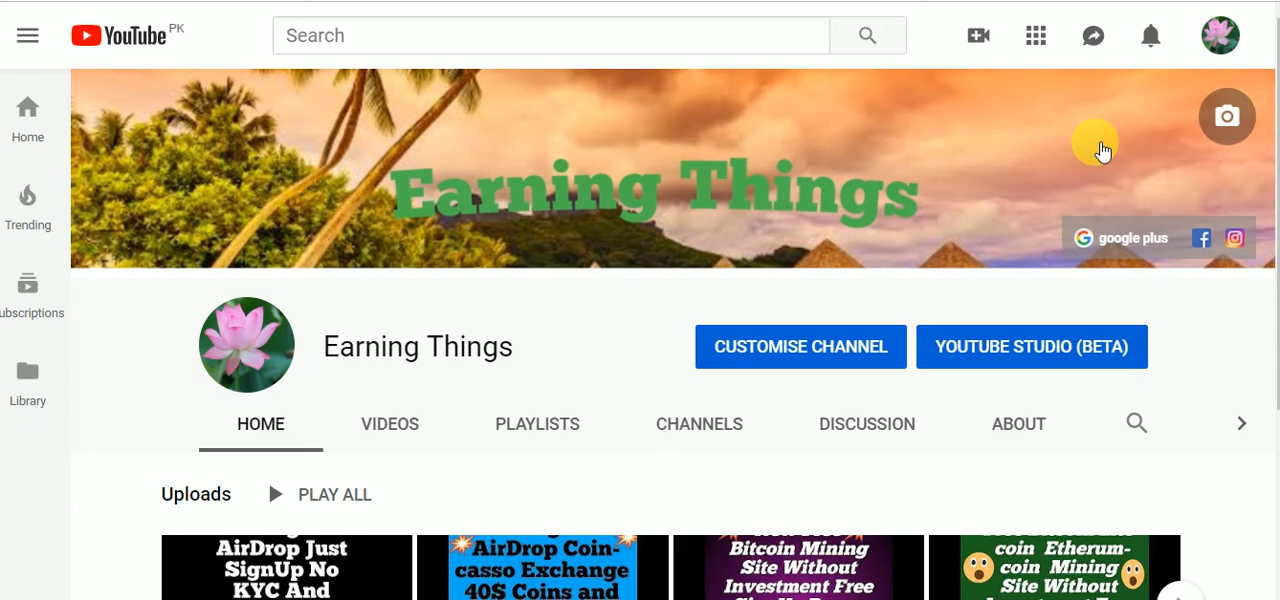 YouTube PK
Search
Home
Trending
ubscriptions
Library
Earning Things
google plus
Earning Things
CUSTOMISE CHANNEL
YOUTUBE STUDIO (BETA)
HOME
VIDEOS
PLAYLISTS
CHANNELS
DISCUSSION
ABOUT
Uploads
PLAY ALL
AirDrop Just
SignUp No
KYC And
AirDrop Coin-
casso Exchange
40$ Coins and
Bitcoin Mining
Site Without
Investment Free
coin Etherum-
coin Mining
Site Without